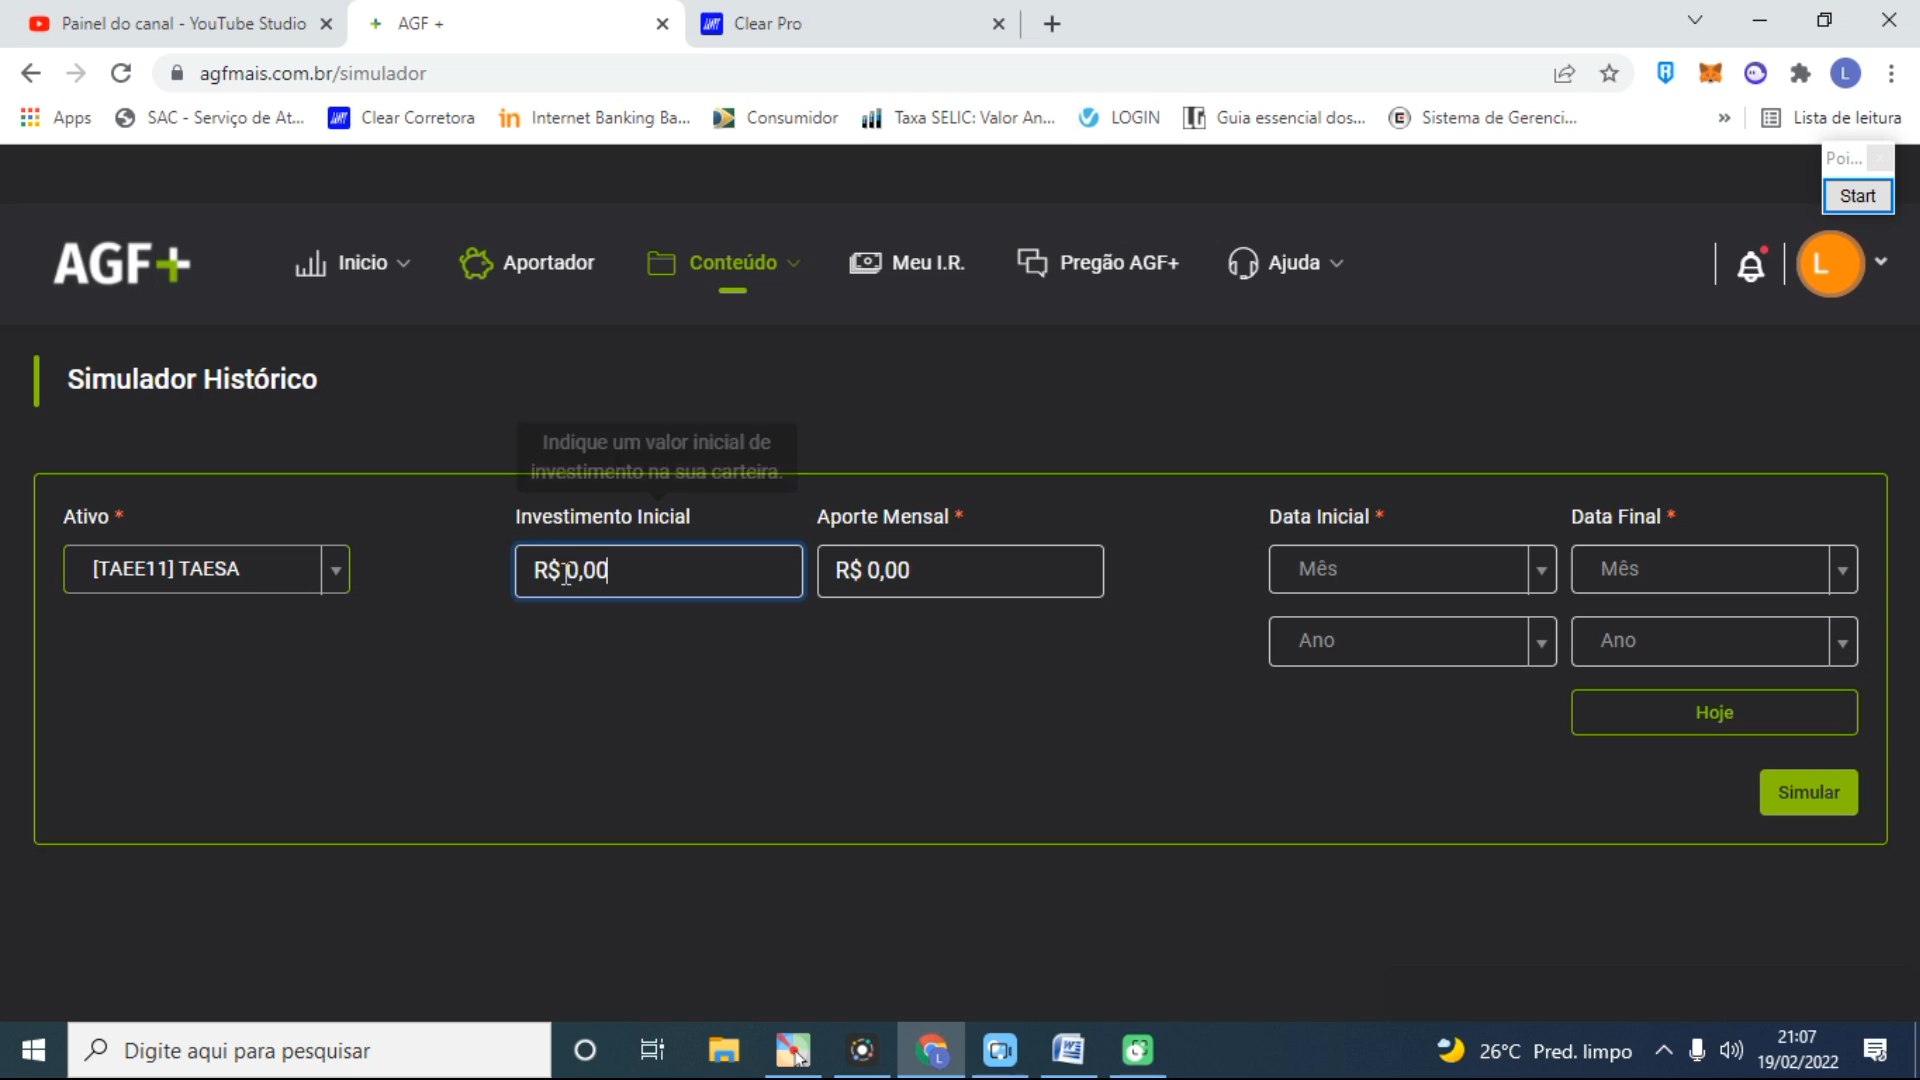 Painel do canal - YouTube Studio
AGF +
Clear Pro
agfmais.com.br/simulador
Apps
SAC - Serviço de At...
Clear Corretora
Internet Banking Ba...
Consumidor
Taxa SELIC: Valor An...
LOGIN
Guia essencial dos...
Sistema de Gerenci...
»
Lista de leitura
Poi...
Start
AGF+
Inicio
Aportador
Conteúdo
Meu I.R.
Pregão AGF+
Ajuda
L
Simulador Histórico
Indique um valor inicial de
investimento na sua carteira.
Ativo *
Investimento Inicial
Aporte Mensal *
Data Inicial *
Data Final *
[TAEE11] TAESA
R$ 0,00
R$ 0,00
Mês
Mês
Ano
Ano
Hoje
Simular
Digite aqui para pesquisar
26°C Pred. limpo
21:07
19/02/2022